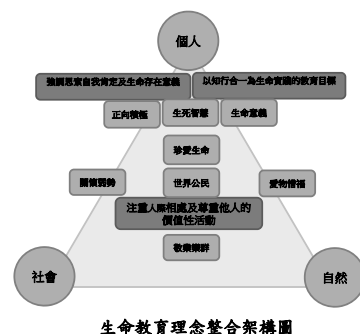 個人
強調思索自我肯定及生命存在意義
以知行合一為生命實踐的教育目標
正向積極
生死智慧
生命意義
珍愛生命
關懷弱勢
世界公民
愛物惜福
注重人際相處及尊重他人的
價值性活動
敬業樂群
社會
自然
生命教育理念整合架構圖